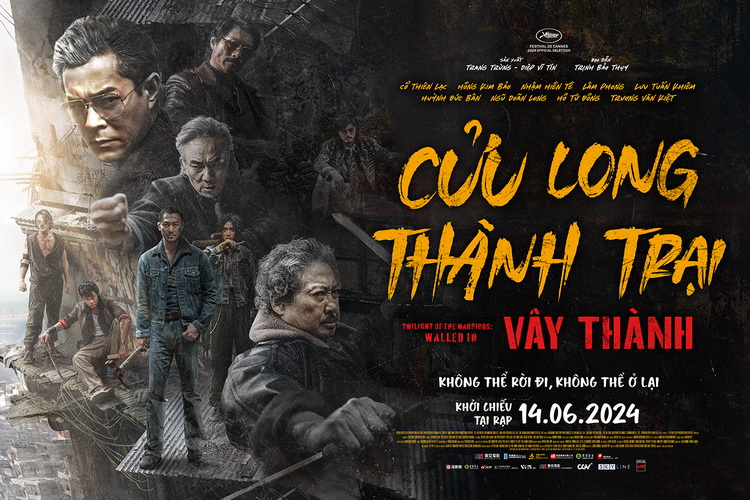 FESTIVAL DE CANNES
2024 OFFICIAL SELECTION
SẢN XUẤT
TRANG TRỪNG - DIỆP VĨ TÍN
ĐẠO DIỄN
TRỊNH BẢO THỤY
CỔ THIÊN LẠC HỒNG KIM BẢO NHẬM HIỀN TỀ LÂM PHONG LƯU TUẤN KHIÊM
HUỲNH ĐỨC BÂN NGŨ DOÃN LONG HỒ TỬ ĐỒNG TRƯƠNG VĂN KIỆT
CỬU LONG
THÀNH TRẠI
TWILIGHT OF THE WARRIORS:
WALLED IN
VÂY THÀNH
KHÔNG THỂ RỜI ĐI, KHÔNG THỂ Ở LẠI
KHỞI CHIẾU
TẠI RẠP
14.06.2024
CGV
SKYLINE